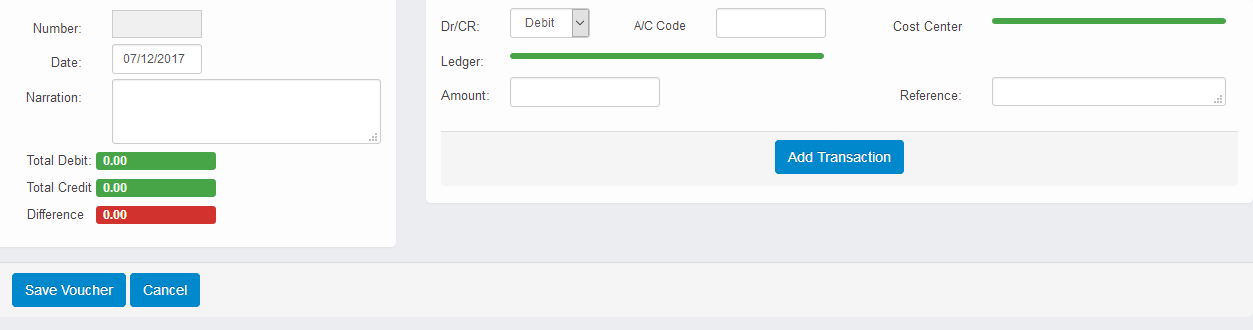 Number:
Date: 07/12/2017
Narration:
Total Debit: 0.00
Total Credit 0.00
Difference 0.00
Dr/CR: Debit A/C Code Cost Center
Ledger:
Amount: Reference:
Add Transaction
Save Voucher Cancel